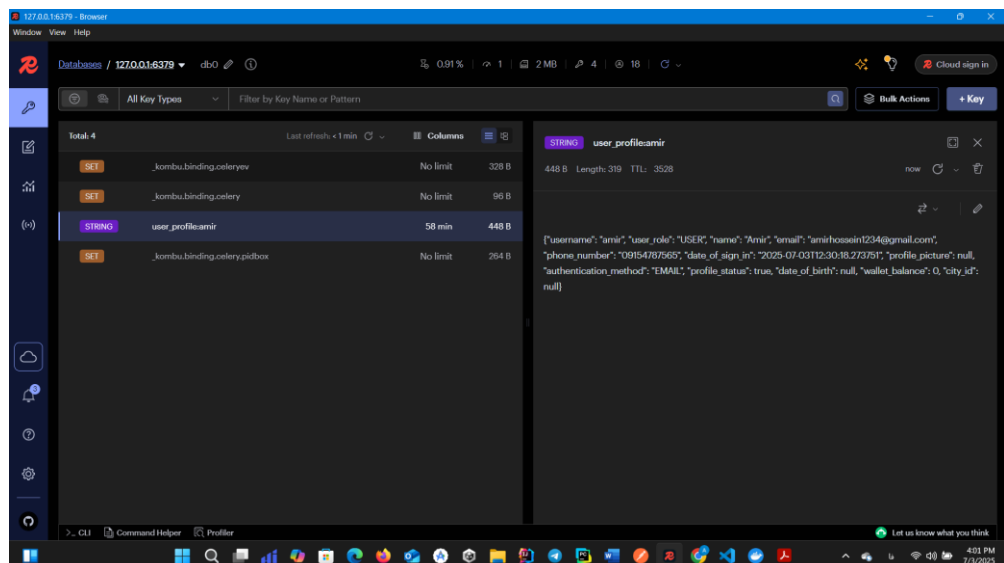 127.0.0.1:6379 - Browser
Window View Help
Databases / 127.0.0.1:6379 db0 0.91 % 1 2 MB 4 18 Cloud sign in
All Key Types Filter by Key Name or Pattern Bulk Actions + Key
Total: 4 Last refresh: < 1 min Columns
SET _kombu.binding.celeryev No limit 328 B
SET _kombu.binding.celery No limit 96 B
STRING user_profile:amir 58 min 448 B
SET _kombu.binding.celery.pidbox No limit 264 B
STRING user_profile:amir
448 B Length: 319 TTL: 3528 now
{"username": "amir", "user_role": "USER", "name": "Amir", "email": "amirhossein1234@gmail.com",
"phone_number": "09154787565", "date_of_sign_in": "2025-07-03T12:30:18.273751", "profile_picture": null,
"authentication_method": "EMAIL", "profile_status": true, "date_of_birth": null, "wallet_balance": 0, "city_id":
null}
3
>_ CLI Command Helper Profiler Let us know what you think
4:01 PM
7/3/2025